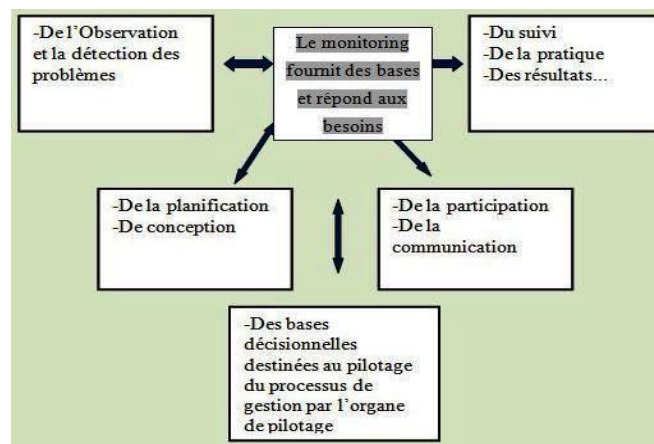 -De l’Observation
et la détection des
problèmes
Le monitoring
fournit des bases
et répond aux
besoins
-Du suivi
-De la pratique
-Des résultats...
-De la planification
-De conception
-De la participation
-De la
communication
-Des bases
décisionnelles
destinées au pilotage
du processus de
gestion par l’organe
de pilotage